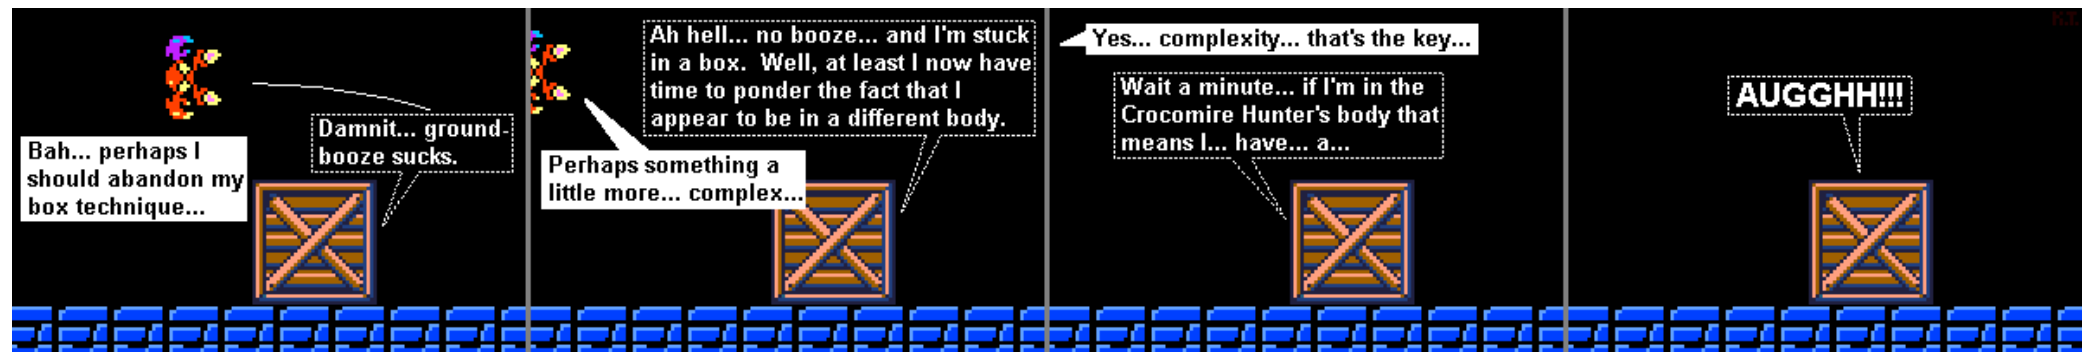 Bah... perhaps I
should abandon my
box technique...
Damnit... ground-
booze sucks.
Ah hell... no booze... and I'm stuck
in a box.  Well, at least I now have
time to ponder the fact that I
appear to be in a different body.
Perhaps something a
little more... complex...
Yes... complexity... that's the key...
Wait a minute... if I'm in the
Crocomire Hunter's body that
means I... have... a...
AUGGHH!!!